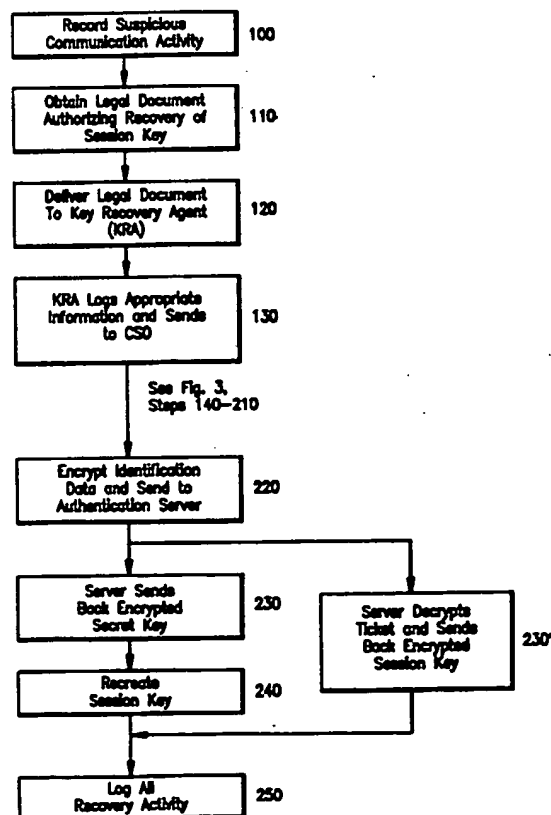 Record Suspicious
Communication Activity
100
Obtain Legal Document
Authorizing Recovery of
Session Key
110
Deliver Legal Document
To Key Recovery Agent
(KRA)
120
KRA Logs Appropriate
Information and Sends
to CSO
130
See Fig. 3,
Steps 140-210
Encrypt Identification
Data and Send to
Authentication Server
220
Server Sends
Back Encrypted
Secret Key
230
Server Decrypts
Ticket and Sends
Back Encrypted
Session Key
230'
Recreate
Session Key
240
Log All
Recovery Activity
250